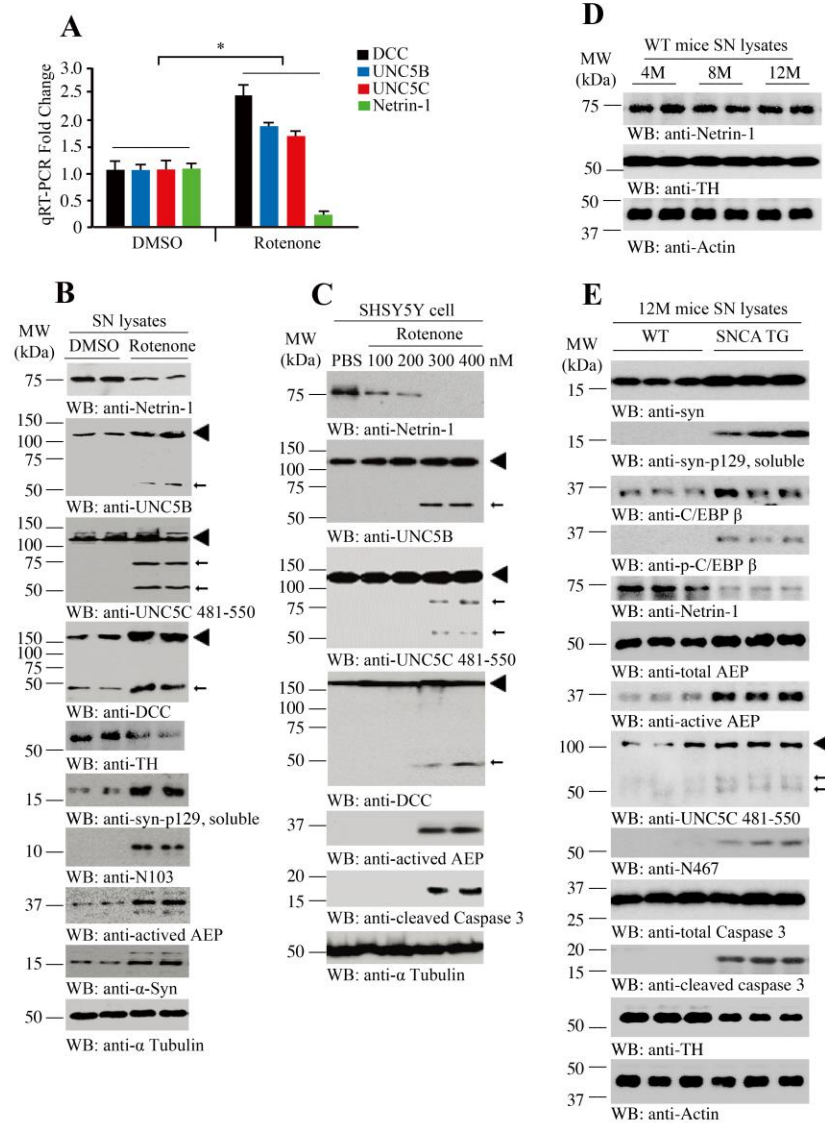 A
*
DCC
UNC5B
UNC5C
Netrin-1
qRT-PCR Fold Change
3.0
2.5
2.0
1.5
1.0
0.5
0
DMSO Rotenone
B
SN lysates
MW
(kDa)
DMSO Rotenone
75
WB: anti-Netrin-1
150
100
75
50
WB: anti-UNC5B
150
100
75
50
WB: anti-UNC5C 481-550
150
100
75
50
WB: anti-DCC
50
WB: anti-TH
15
WB: anti-syn-p129, soluble
10
WB: anti-N103
37
WB: anti-actived AEP
15
WB: anti-α-Syn
50
WB: anti-α Tubulin
C
SHSY5Y cell
MW
(kDa)
Rotenone
PBS 100 200 300 400 nM
75
WB: anti-Netrin-1
150
100
75
50
WB: anti-UNC5B
150
100
75
50
WB: anti-UNC5C 481-550
150
100
75
50
WB: anti-DCC
37
WB: anti-actived AEP
20
15
WB: anti-cleaved Caspase 3
50
WB: anti-α Tubulin
D
MW
(kDa)
WT mice SN lysates
4M 8M 12M
75
WB: anti-Netrin-1
50
WB: anti-TH
50
37
WB: anti-Actin
E
12M mice SN lysates
MW
(kDa)
WT SNCA TG
15
WB: anti-syn
15
WB: anti-syn-p129, soluble
37
WB: anti-C/EBP β
37
WB: anti-p-C/EBP β
75
WB: anti-Netrin-1
50
WB: anti-total AEP
37
WB: anti-active AEP
100
50
WB: anti-UNC5C 481-550
50
WB: anti-N467
37
25
WB: anti-total Caspase 3
20
15
WB: anti-cleaved caspase 3
50
WB: anti-TH
50
37
WB: anti-Actin